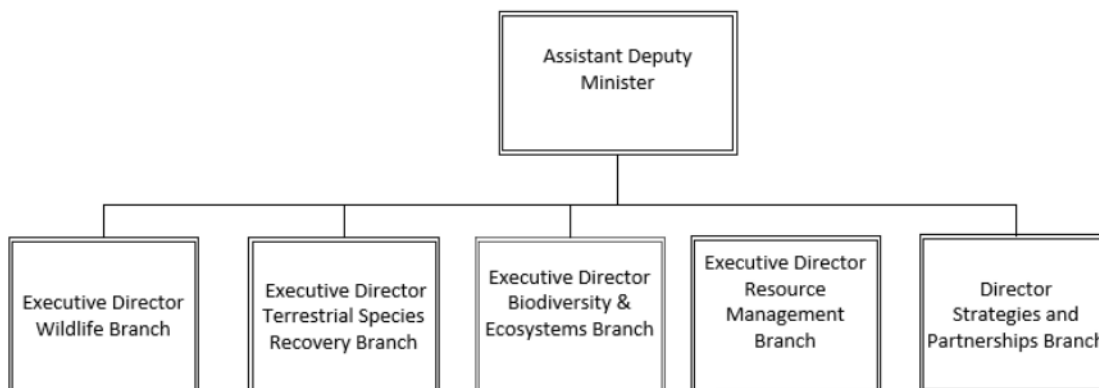 Assistant Deputy
Minister
Executive Director
Wildlife Branch
Executive Director
Terrestrial Species
Recovery Branch
Executive Director
Biodiversity &
Ecosystems Branch
Executive Director
Resource
Management
Branch
Director
Strategies and
Partnerships Branch